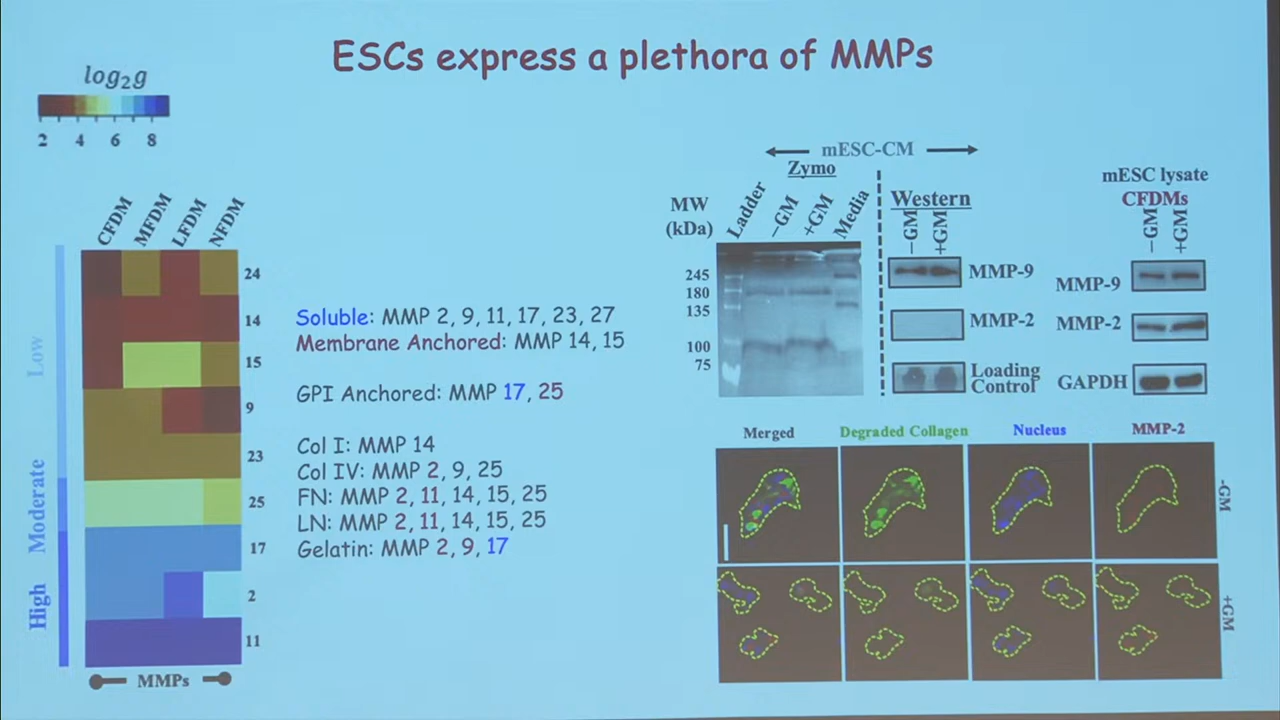 ESCs express a plethora of MMPs
log2g
2 4 6 8
CFDM MFDM LFDM NFDM
Low
Moderate
High
24
14
15
9
23
25
17
2
11
MMPs
Soluble: MMP 2, 9, 11, 17, 23, 27
Membrane Anchored: MMP 14, 15
GPI Anchored: MMP 17, 25
Col I: MMP 14
Col IV: MMP 2, 9, 25
FN: MMP 2, 11, 14, 15, 25
LN: MMP 2, 11, 14, 15, 25
Gelatin: MMP 2, 9, 17
mESC-CM
Zymo
MW
(kDa)
Ladder
-GM
+GM
Media
245
180
135
100
75
Western
-GM
+GM
MMP-9
MMP-2
Loading
Control
mESC lysate
CFDMs
-GM
+GM
MMP-9
MMP-2
GAPDH
Merged Degraded Collagen Nucleus MMP-2
-GM
+GM